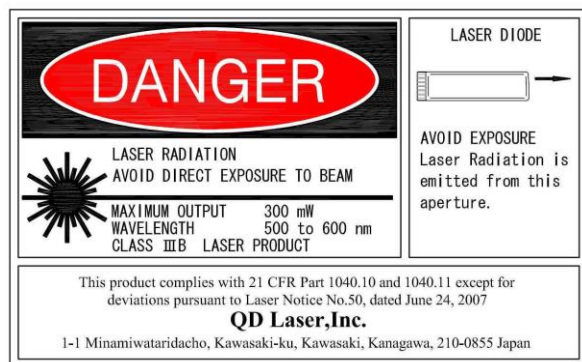 DANGER
LASER RADIATION
AVOID DIRECT EXPOSURE TO BEAM
MAXIMUM OUTPUT 300 mW
WAVELENGTH 500 to 600 nm
CLASS ⅢB LASER PRODUCT
LASER DIODE
AVOID EXPOSURE
Laser Radiation is
emitted from this
aperture.
This product complies with 21 CFR Part 1040.10 and 1040.11 except for
deviations pursuant to Laser Notice No.50, dated June 24, 2007
QD Laser,Inc.
1-1 Minamiwataridacho, Kawasaki-ku, Kawasaki, Kanagawa, 210-0855 Japan